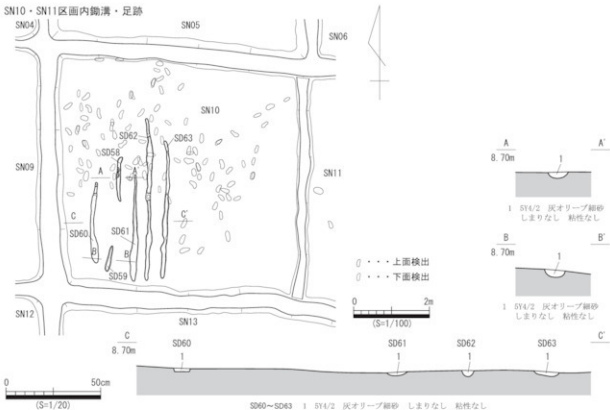 SN10・SN11区画内鋤溝・足跡
SN04
SN05
SN06
SN10
SD62
SD63
SD58
SN09
SN11
A
A'
C
C'
SD60
SD61
B
B'
SD59
SN12
SN13
・・・・上面検出
・・・・下面検出
0 2m
(S=1/100)
A A'
8.70m
1
1 5Y4/2 灰オリーブ細砂
しまりなし 粘性なし
B B'
8.70m
1
1 5Y4/2 灰オリーブ細砂
しまりなし 粘性なし
C C'
8.70m
SD60 SD61 SD62 SD63
1 1 1 1
0 50cm
(S=1/20)
SD60～SD63 1 5Y4/2 灰オリーブ細砂 しまりなし 粘性なし